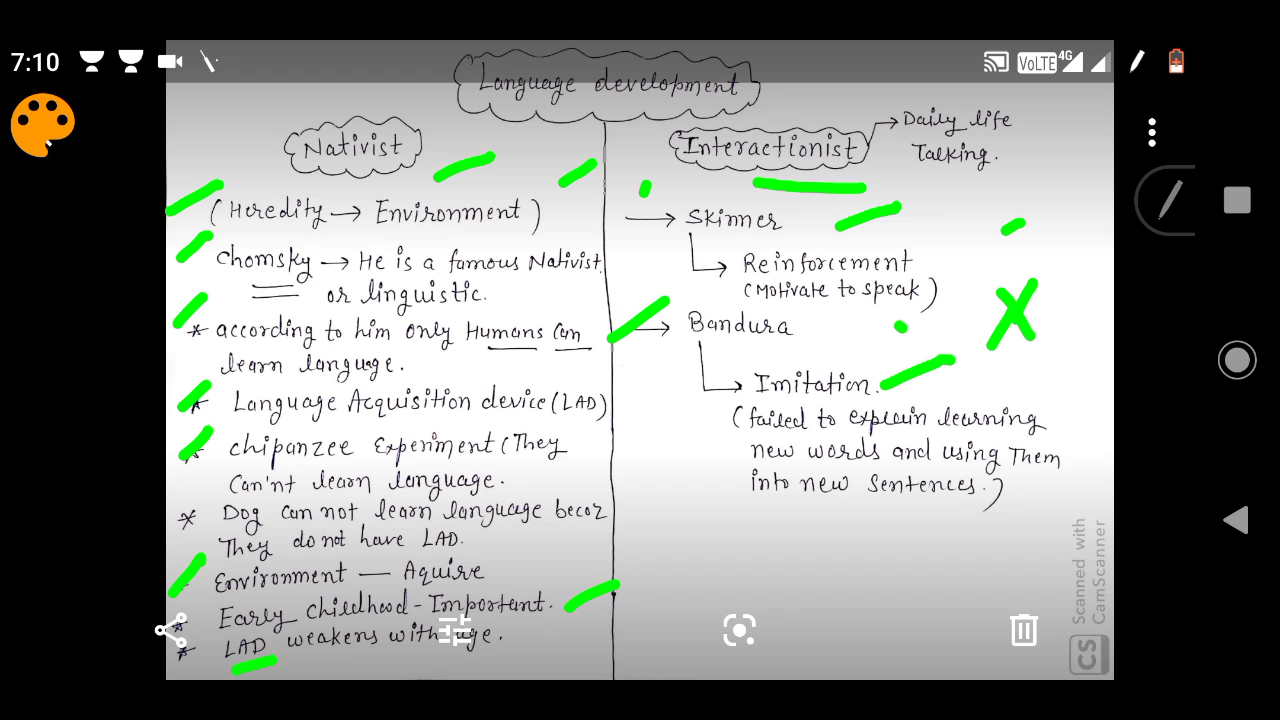 7:10
VoLTE 4G
Language development
Nativist
(Heredity → Environment)
Chomsky → He is a famous Nativist
or linguistic.
* according to him only Humans Can
learn language.
* Language Acquisition device (LAD)
* chipanzee Experiment (They
Can'nt learn language.
* Dog can not learn language becoz
They do not have LAD.
Environment — Aquire
* Early childhood - Important.
* LAD weakens with age.
Interactionist → Daily life
Talking.
→ Skinner
→ Reinforcement
(Motivate to speak)
→ Bandura
→ Imitation.
(failed to explain learning
new words and using Them
into new sentences.)
Scanned with
CamScanner
CS